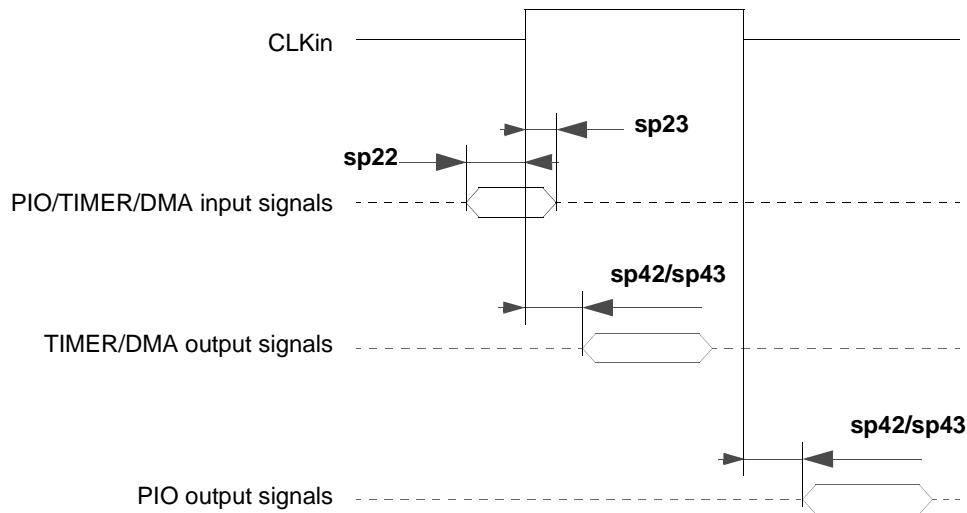 CLKin
sp23
sp22
PIO/TIMER/DMA input signals
sp42/sp43
TIMER/DMA output signals
sp42/sp43
PIO output signals